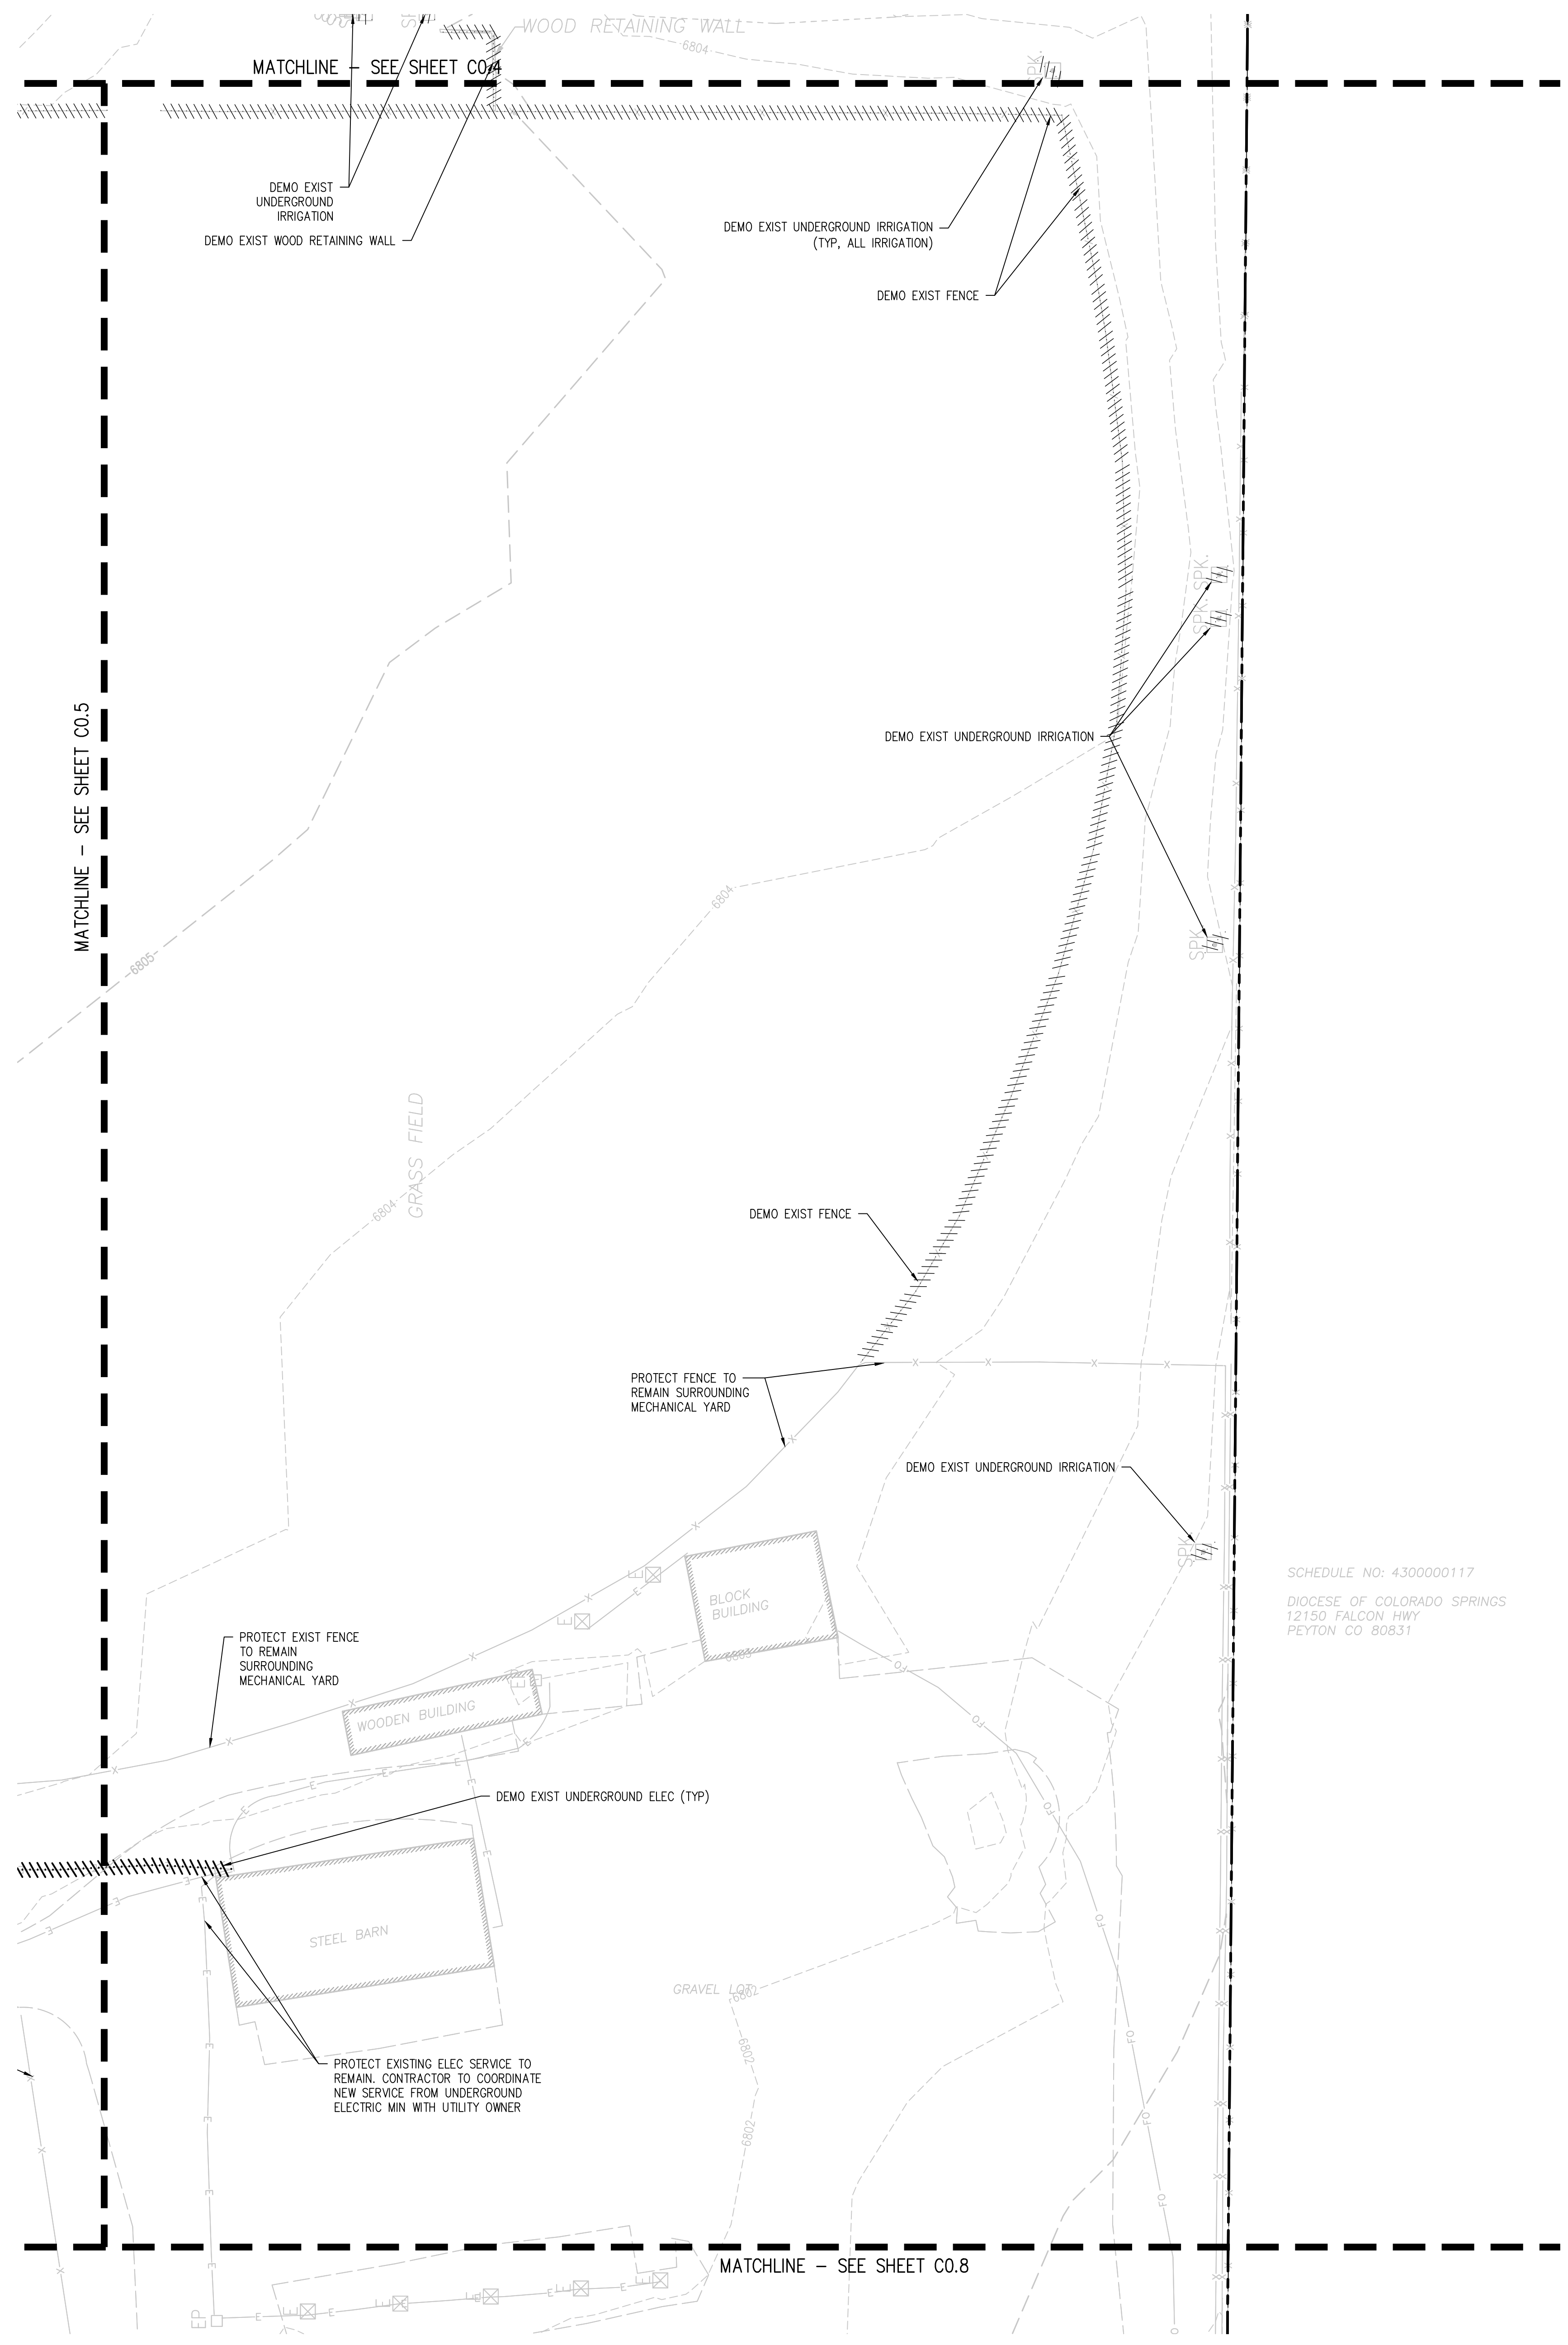 WOOD RETAINING WALL
6804
MATCHLINE - SEE SHEET C0.4
SPK.
DEMO EXIST
UNDERGROUND
IRRIGATION
DEMO EXIST WOOD RETAINING WALL
DEMO EXIST UNDERGROUND IRRIGATION
(TYP, ALL IRRIGATION)
DEMO EXIST FENCE
SPK.
SPK.
MATCHLINE - SEE SHEET C0.5
DEMO EXIST UNDERGROUND IRRIGATION
6804
SPK.
6805
GRASS FIELD
6804
DEMO EXIST FENCE
PROTECT FENCE TO
REMAIN SURROUNDING
MECHANICAL YARD
DEMO EXIST UNDERGROUND IRRIGATION
SPK.
SCHEDULE NO: 4300000117
DIOCESE OF COLORADO SPRINGS
12150 FALCON HWY
PEYTON CO 80831
BLOCK
BUILDING
6803
PROTECT EXIST FENCE
TO REMAIN
SURROUNDING
MECHANICAL YARD
WOODEN BUILDING
DEMO EXIST UNDERGROUND ELEC (TYP)
STEEL BARN
GRAVEL LOT
6802
6802
PROTECT EXISTING ELEC SERVICE TO
REMAIN. CONTRACTOR TO COORDINATE
NEW SERVICE FROM UNDERGROUND
ELECTRIC MIN WITH UTILITY OWNER
6802
MATCHLINE - SEE SHEET C0.8
EP